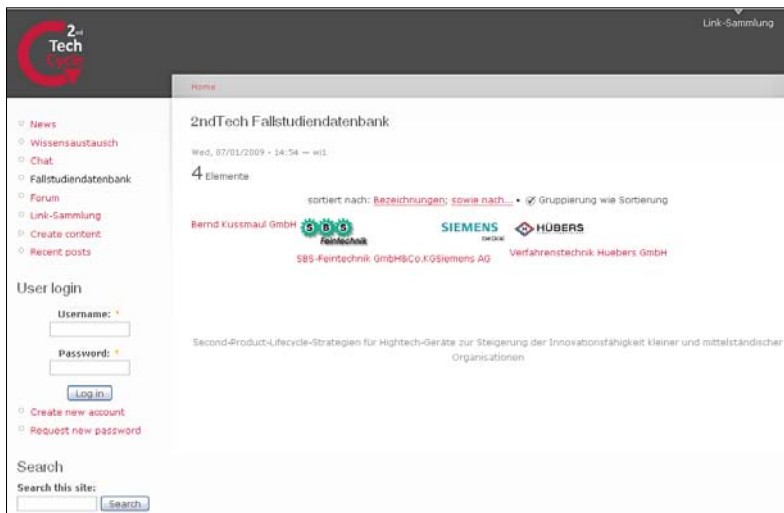 2nd
Tech
Cycle
Link-Sammlung
Home
News
Wissensaustausch
Chat
Fallstudiendatenbank
Forum
Link-Sammlung
Create content
Recent posts
User login
Username: *
Password: *
Log in
Create new account
Request new password
Search
Search this site:
Search
2ndTech Fallstudiendatenbank
Wed, 07/01/2009 - 14:54 — wi1
4 Elemente
sortiert nach: Bezeichnungen; sowie nach... • Gruppierung wie Sortierung
Bernd Kussmaul GmbH
SBS
Feintechnik
SBS-Feintechnik GmbH&Co.KG
SIEMENS
Siemens AG
HÜBERS
Verfahrenstechnik Huebers GmbH
Second-Product-Lifecycle-Strategien für Hightech-Geräte zur Steigerung der Innovationsfähigkeit kleiner und mittelständischer
Organisationen